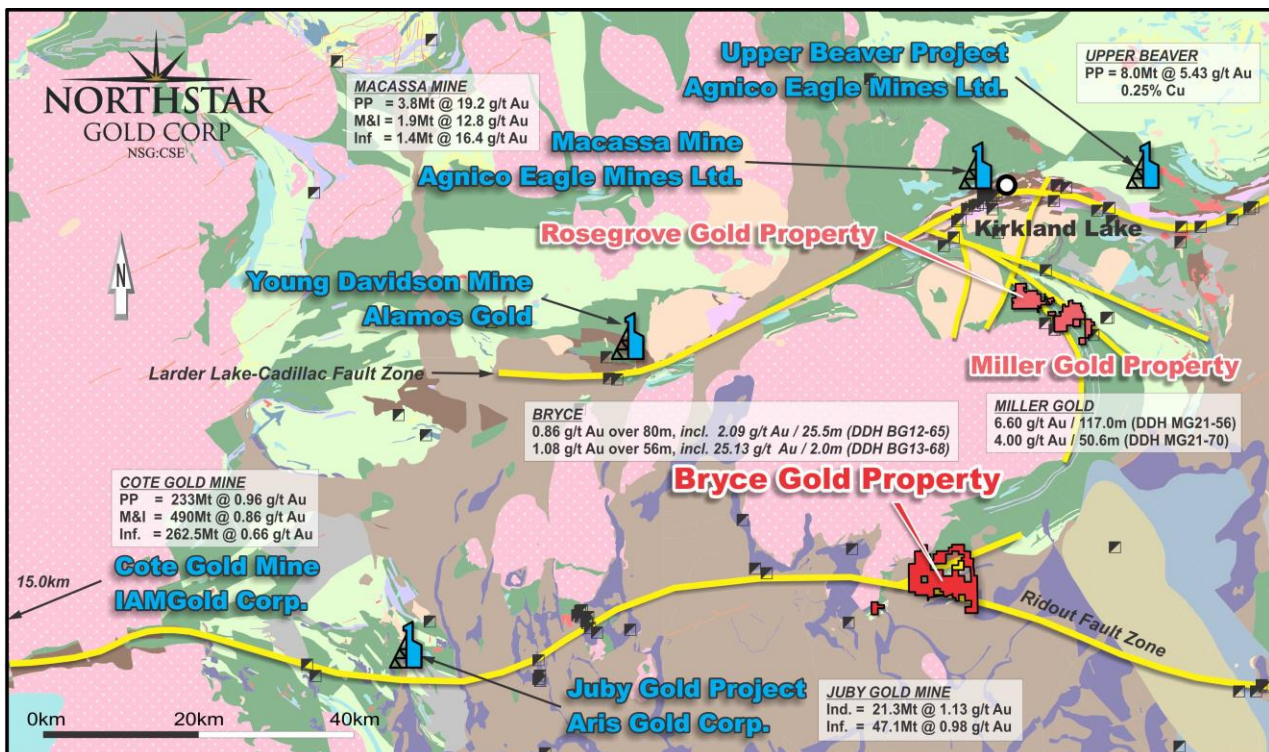 NORTHSTAR
GOLD CORP
NSG:CSE
MACASSA MINE
PP = 3.8Mt @ 19.2 g/t Au
M&I = 1.9Mt @ 12.8 g/t Au
Inf = 1.4Mt @ 16.4 g/t Au
Upper Beaver Project
Agnico Eagle Mines Ltd.
UPPER BEAVER
PP = 8.0Mt @ 5.43 g/t Au
0.25% Cu
Macassa Mine
Agnico Eagle Mines Ltd.
Kirkland Lake
Rosegrove Gold Property
N
Young Davidson Mine
Alamos Gold
Larder Lake-Cadillac Fault Zone
Miller Gold Property
BRYCE
0.86 g/t Au over 80m, incl. 2.09 g/t Au / 25.5m (DDH BG12-65)
1.08 g/t Au over 56m, incl. 25.13 g/t Au / 2.0m (DDH BG13-68)
MILLER GOLD
6.60 g/t Au / 117.0m (DDH MG21-56)
4.00 g/t Au / 50.6m (DDH MG21-70)
Bryce Gold Property
COTE GOLD MINE
PP = 233Mt @ 0.96 g/t Au
M&I = 490Mt @ 0.86 g/t Au
Inf. = 262.5Mt @ 0.66 g/t Au
15.0km
Cote Gold Mine
IAMGold Corp.
Ridout Fault Zone
Juby Gold Project
Aris Gold Corp.
JUBY GOLD MINE
Ind. = 21.3Mt @ 1.13 g/t Au
Inf. = 47.1Mt @ 0.98 g/t Au
0km 20km 40km